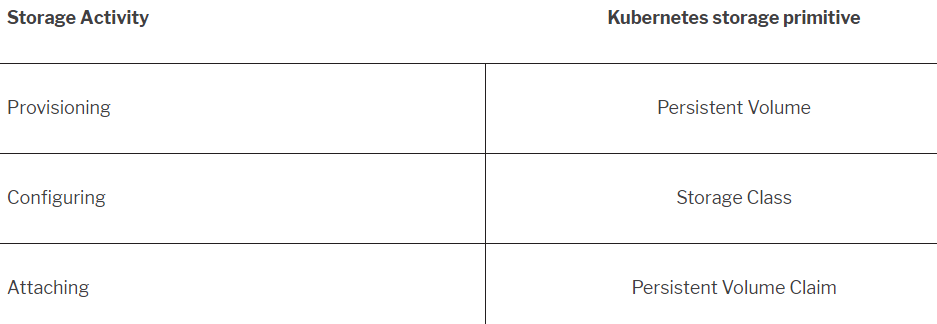 Storage Activity Kubernetes storage primitive
Provisioning Persistent Volume
Configuring Storage Class
Attaching Persistent Volume Claim